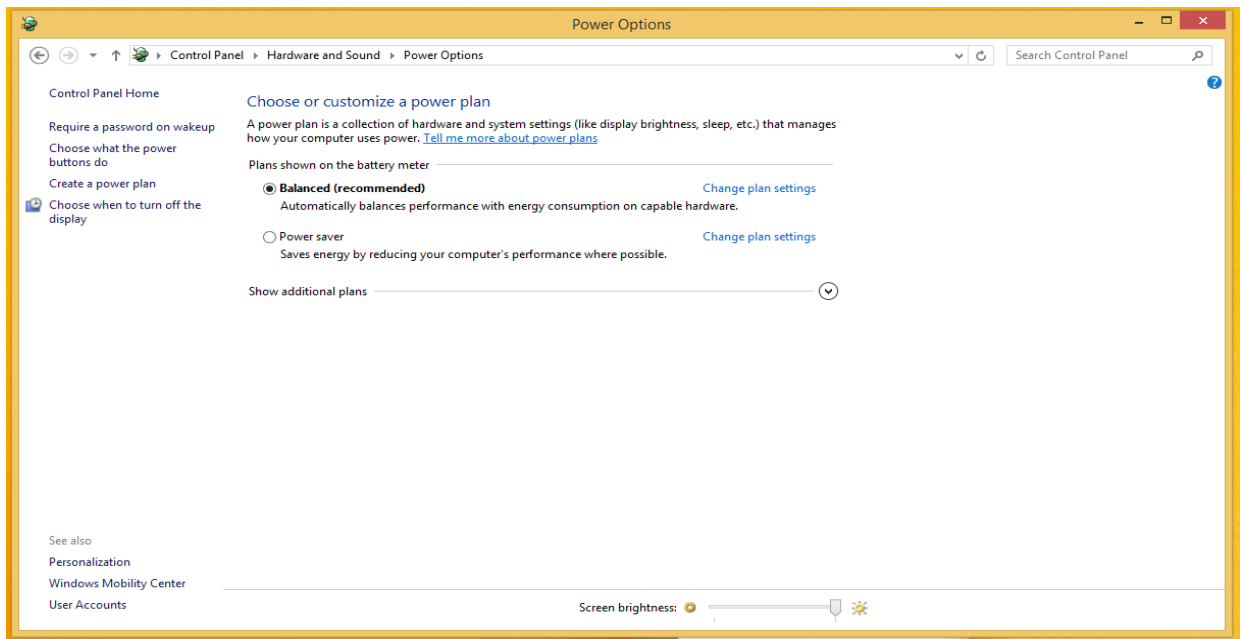 Power Options
Control Panel Hardware and Sound Power Options
Search Control Panel
Control Panel Home
Require a password on wakeup
Choose what the power
buttons do
Create a power plan
Choose when to turn off the
display
Choose or customize a power plan
A power plan is a collection of hardware and system settings (like display brightness, sleep, etc.) that manages
how your computer uses power. Tell me more about power plans
Plans shown on the battery meter
Balanced (recommended) Change plan settings
Automatically balances performance with energy consumption on capable hardware.
Power saver Change plan settings
Saves energy by reducing your computer's performance where possible.
Show additional plans
See also
Personalization
Windows Mobility Center
User Accounts
Screen brightness: